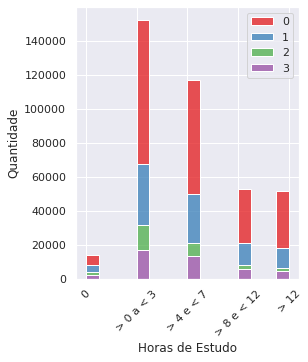 0
1
2
3
140000
120000
100000
80000
60000
40000
20000
0
Quantidade
0
> 0 a < 3
> 4 e < 7
> 8 e < 12
> 12
Horas de Estudo